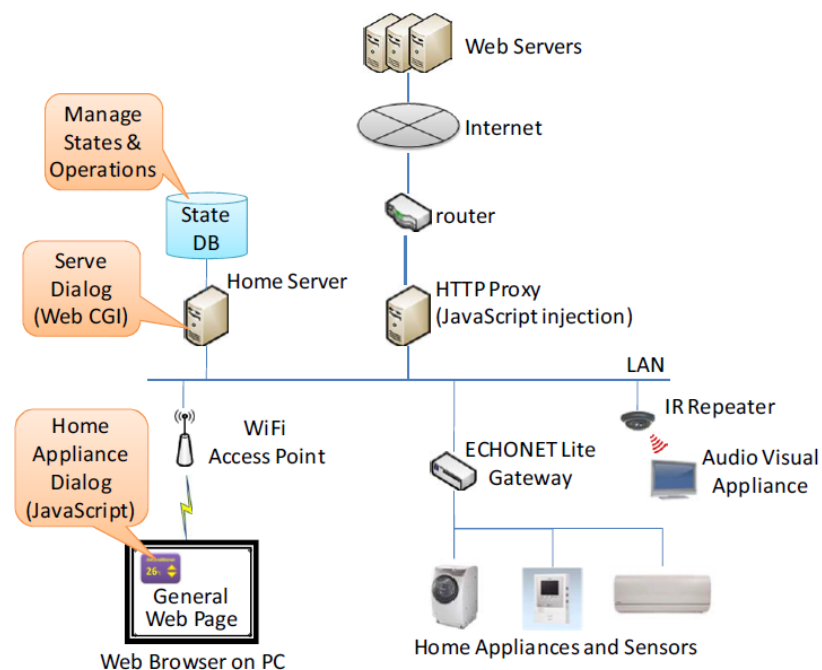 Web Servers
Internet
Manage
States &
Operations
State
DB
router
Serve
Dialog
(Web CGI)
Home Server
HTTP Proxy
(JavaScript injection)
LAN
Home
Appliance
Dialog
(JavaScript)
WiFi
Access Point
ECHONET Lite
Gateway
IR Repeater
Audio Visual
Appliance
26
General
Web Page
Web Browser on PC
Home Appliances and Sensors